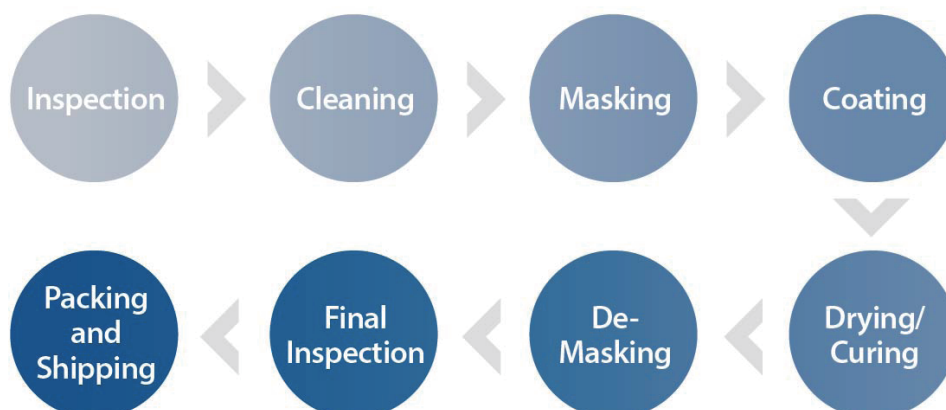 Inspection
Cleaning
Masking
Coating
Drying/
Curing
De-
Masking
Final
Inspection
Packing
and
Shipping